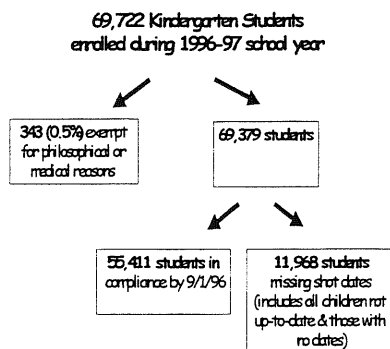 69,722 Kindergarten Students
enrolled during 1996-97 school year
343 (0.5%) exempt
for philosophical or
medical reasons
69,379 students
55,411 students in
compliance by 9/1/96
11,968 students
missing shot dates
(includes all children not
up-to-date & those with
no dates)